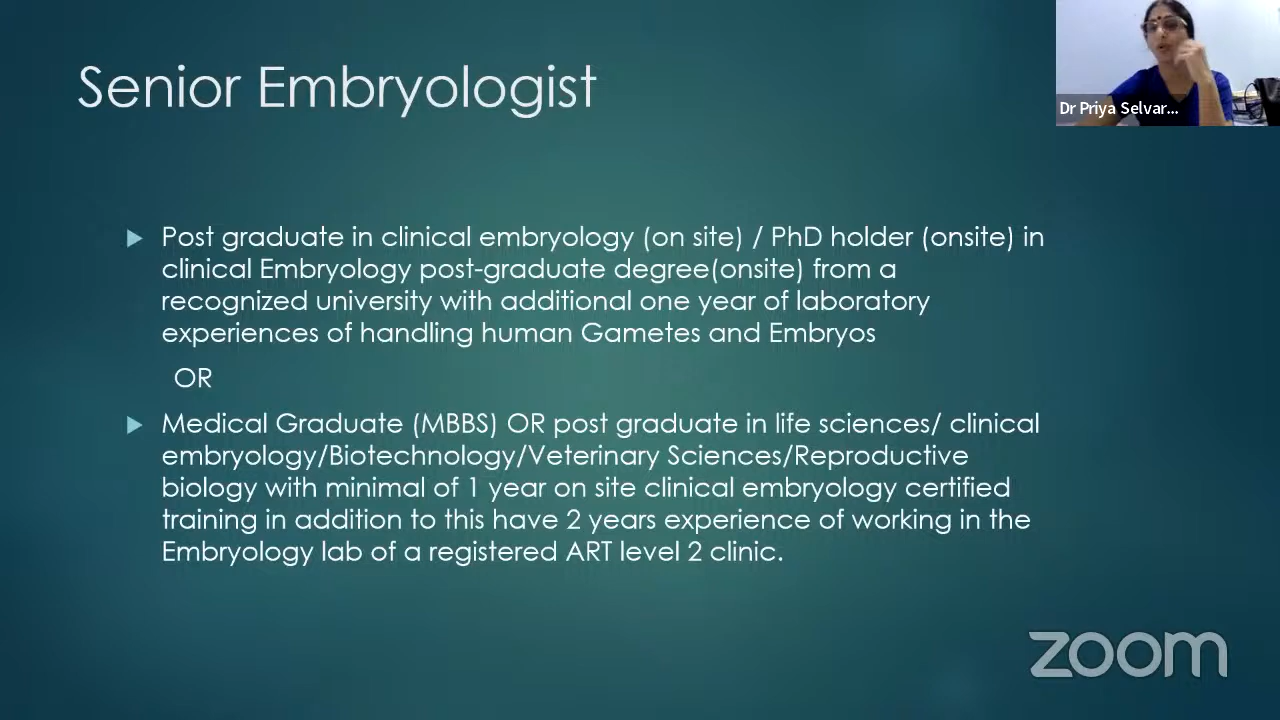 Senior Embryologist
Dr Priya Selvar...
Post graduate in clinical embryology (on site) / PhD holder (onsite) in
clinical Embryology post-graduate degree(onsite) from a
recognized university with additional one year of laboratory
experiences of handling human Gametes and Embryos
OR
Medical Graduate (MBBS) OR post graduate in life sciences/ clinical
embryology/Biotechnology/Veterinary Sciences/Reproductive
biology with minimal of 1 year on site clinical embryology certified
training in addition to this have 2 years experience of working in the
Embryology lab of a registered ART level 2 clinic.
zoom